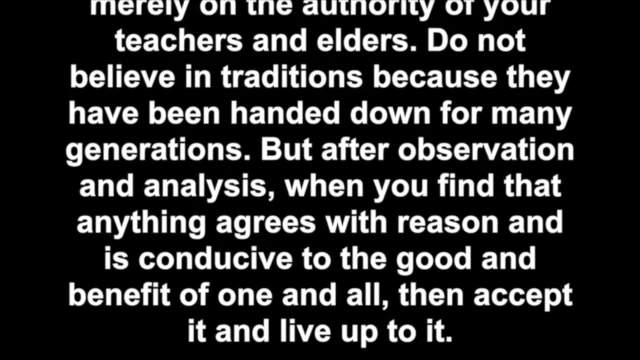 merely on the authority of your
teachers and elders. Do not
believe in traditions because they
have been handed down for many
generations. But after observation
and analysis, when you find that
anything agrees with reason and
is conducive to the good and
benefit of one and all, then accept
it and live up to it.